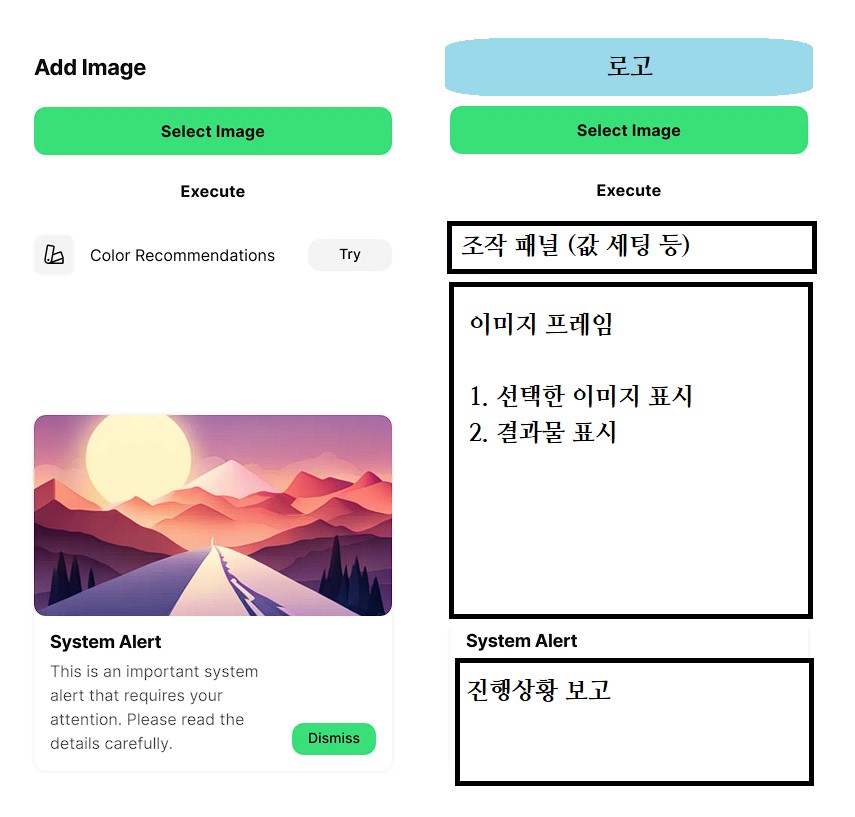 Add Image
Select Image
Execute
Color Recommendations
Try
System Alert
This is an important system
alert that requires your
attention. Please read the
details carefully.
Dismiss
로고
Select Image
Execute
조작 패널 (값 세팅 등)
이미지 프레임
1. 선택한 이미지 표시
2. 결과물 표시
System Alert
진행상황 보고